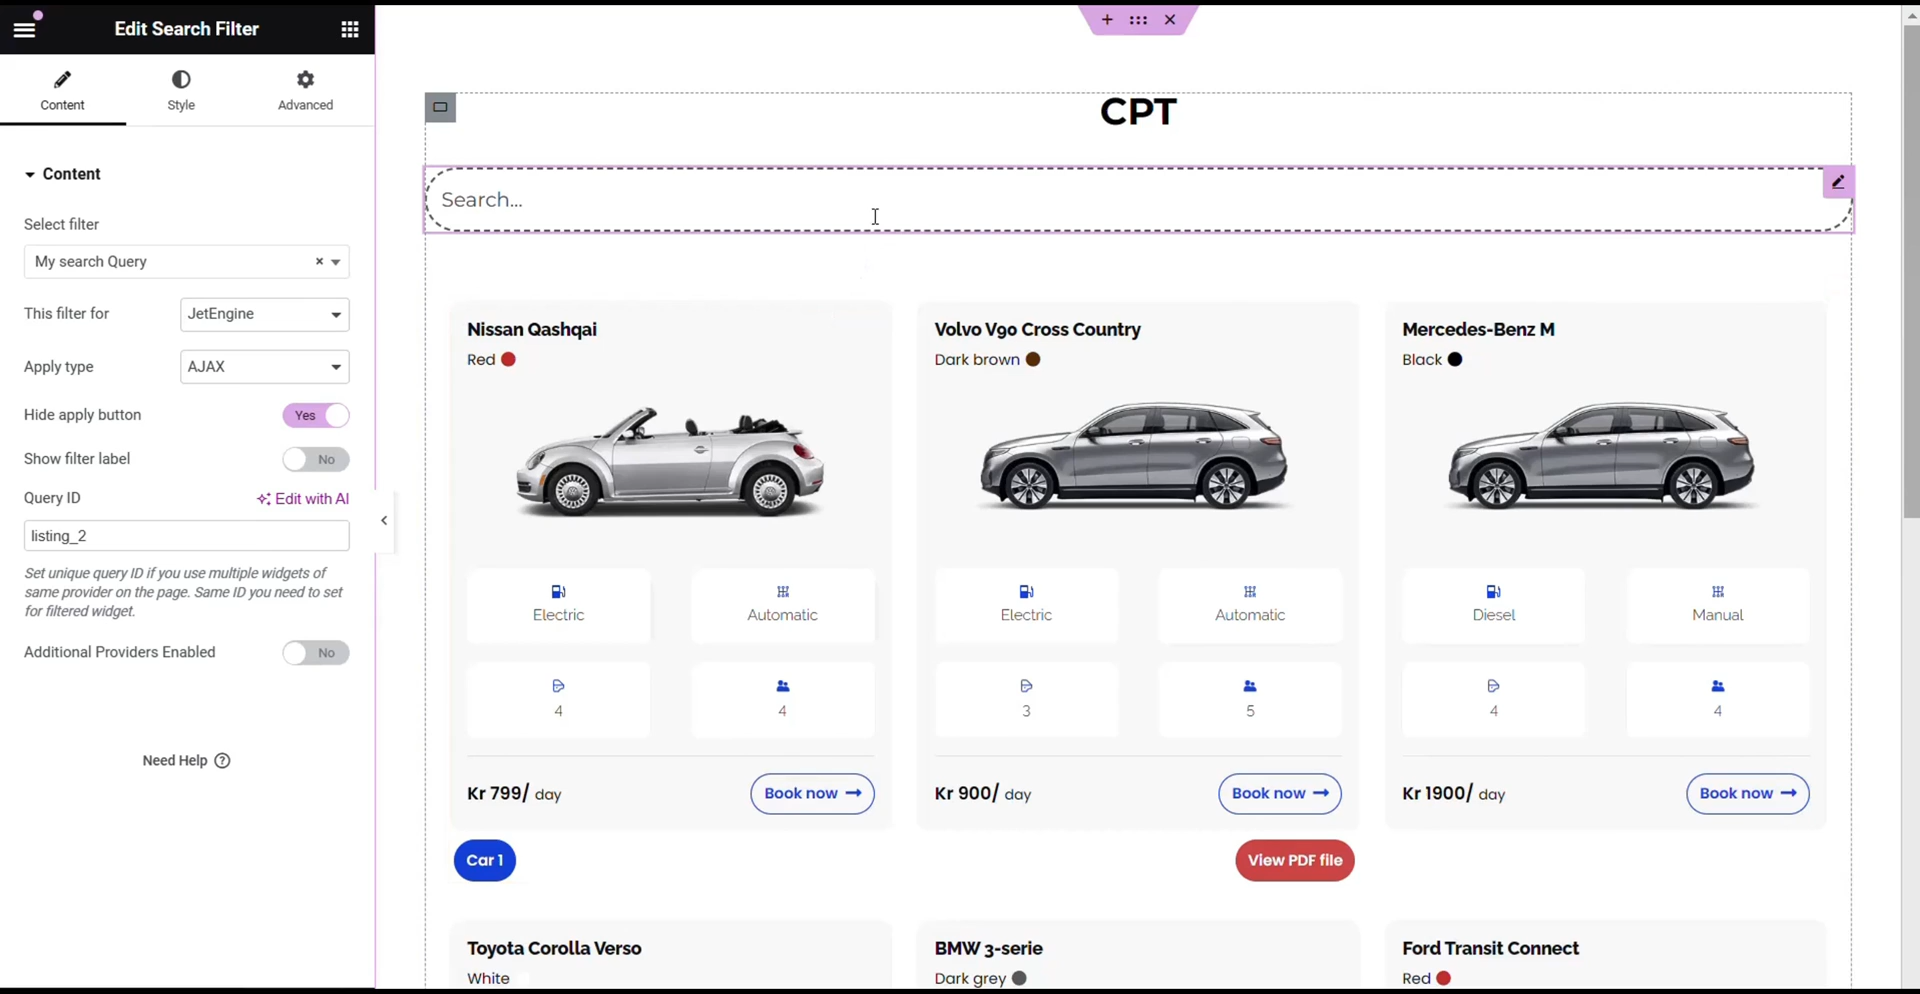 Edit Search Filter
Content
Style
Advanced
Content
Select filter
My search Query ×
This filter for JetEngine
Apply type AJAX
Hide apply button Yes
Show filter label No
Query ID Edit with AI
listing_2
Set unique query ID if you use multiple widgets of
same provider on the page. Same ID you need to set
for filtered widget.
Additional Providers Enabled No
Need Help
CPT
Search...
Nissan Qashqai
Red
Electric
Automatic
4
4
Kr 799/ day
Book now →
Car 1
Volvo V90 Cross Country
Dark brown
Electric
Automatic
3
5
Kr 900/ day
Book now →
View PDF file
Mercedes-Benz M
Black
Diesel
Manual
4
4
Kr 1900/ day
Book now →
Toyota Corolla Verso
White
BMW 3-serie
Dark grey
Ford Transit Connect
Red